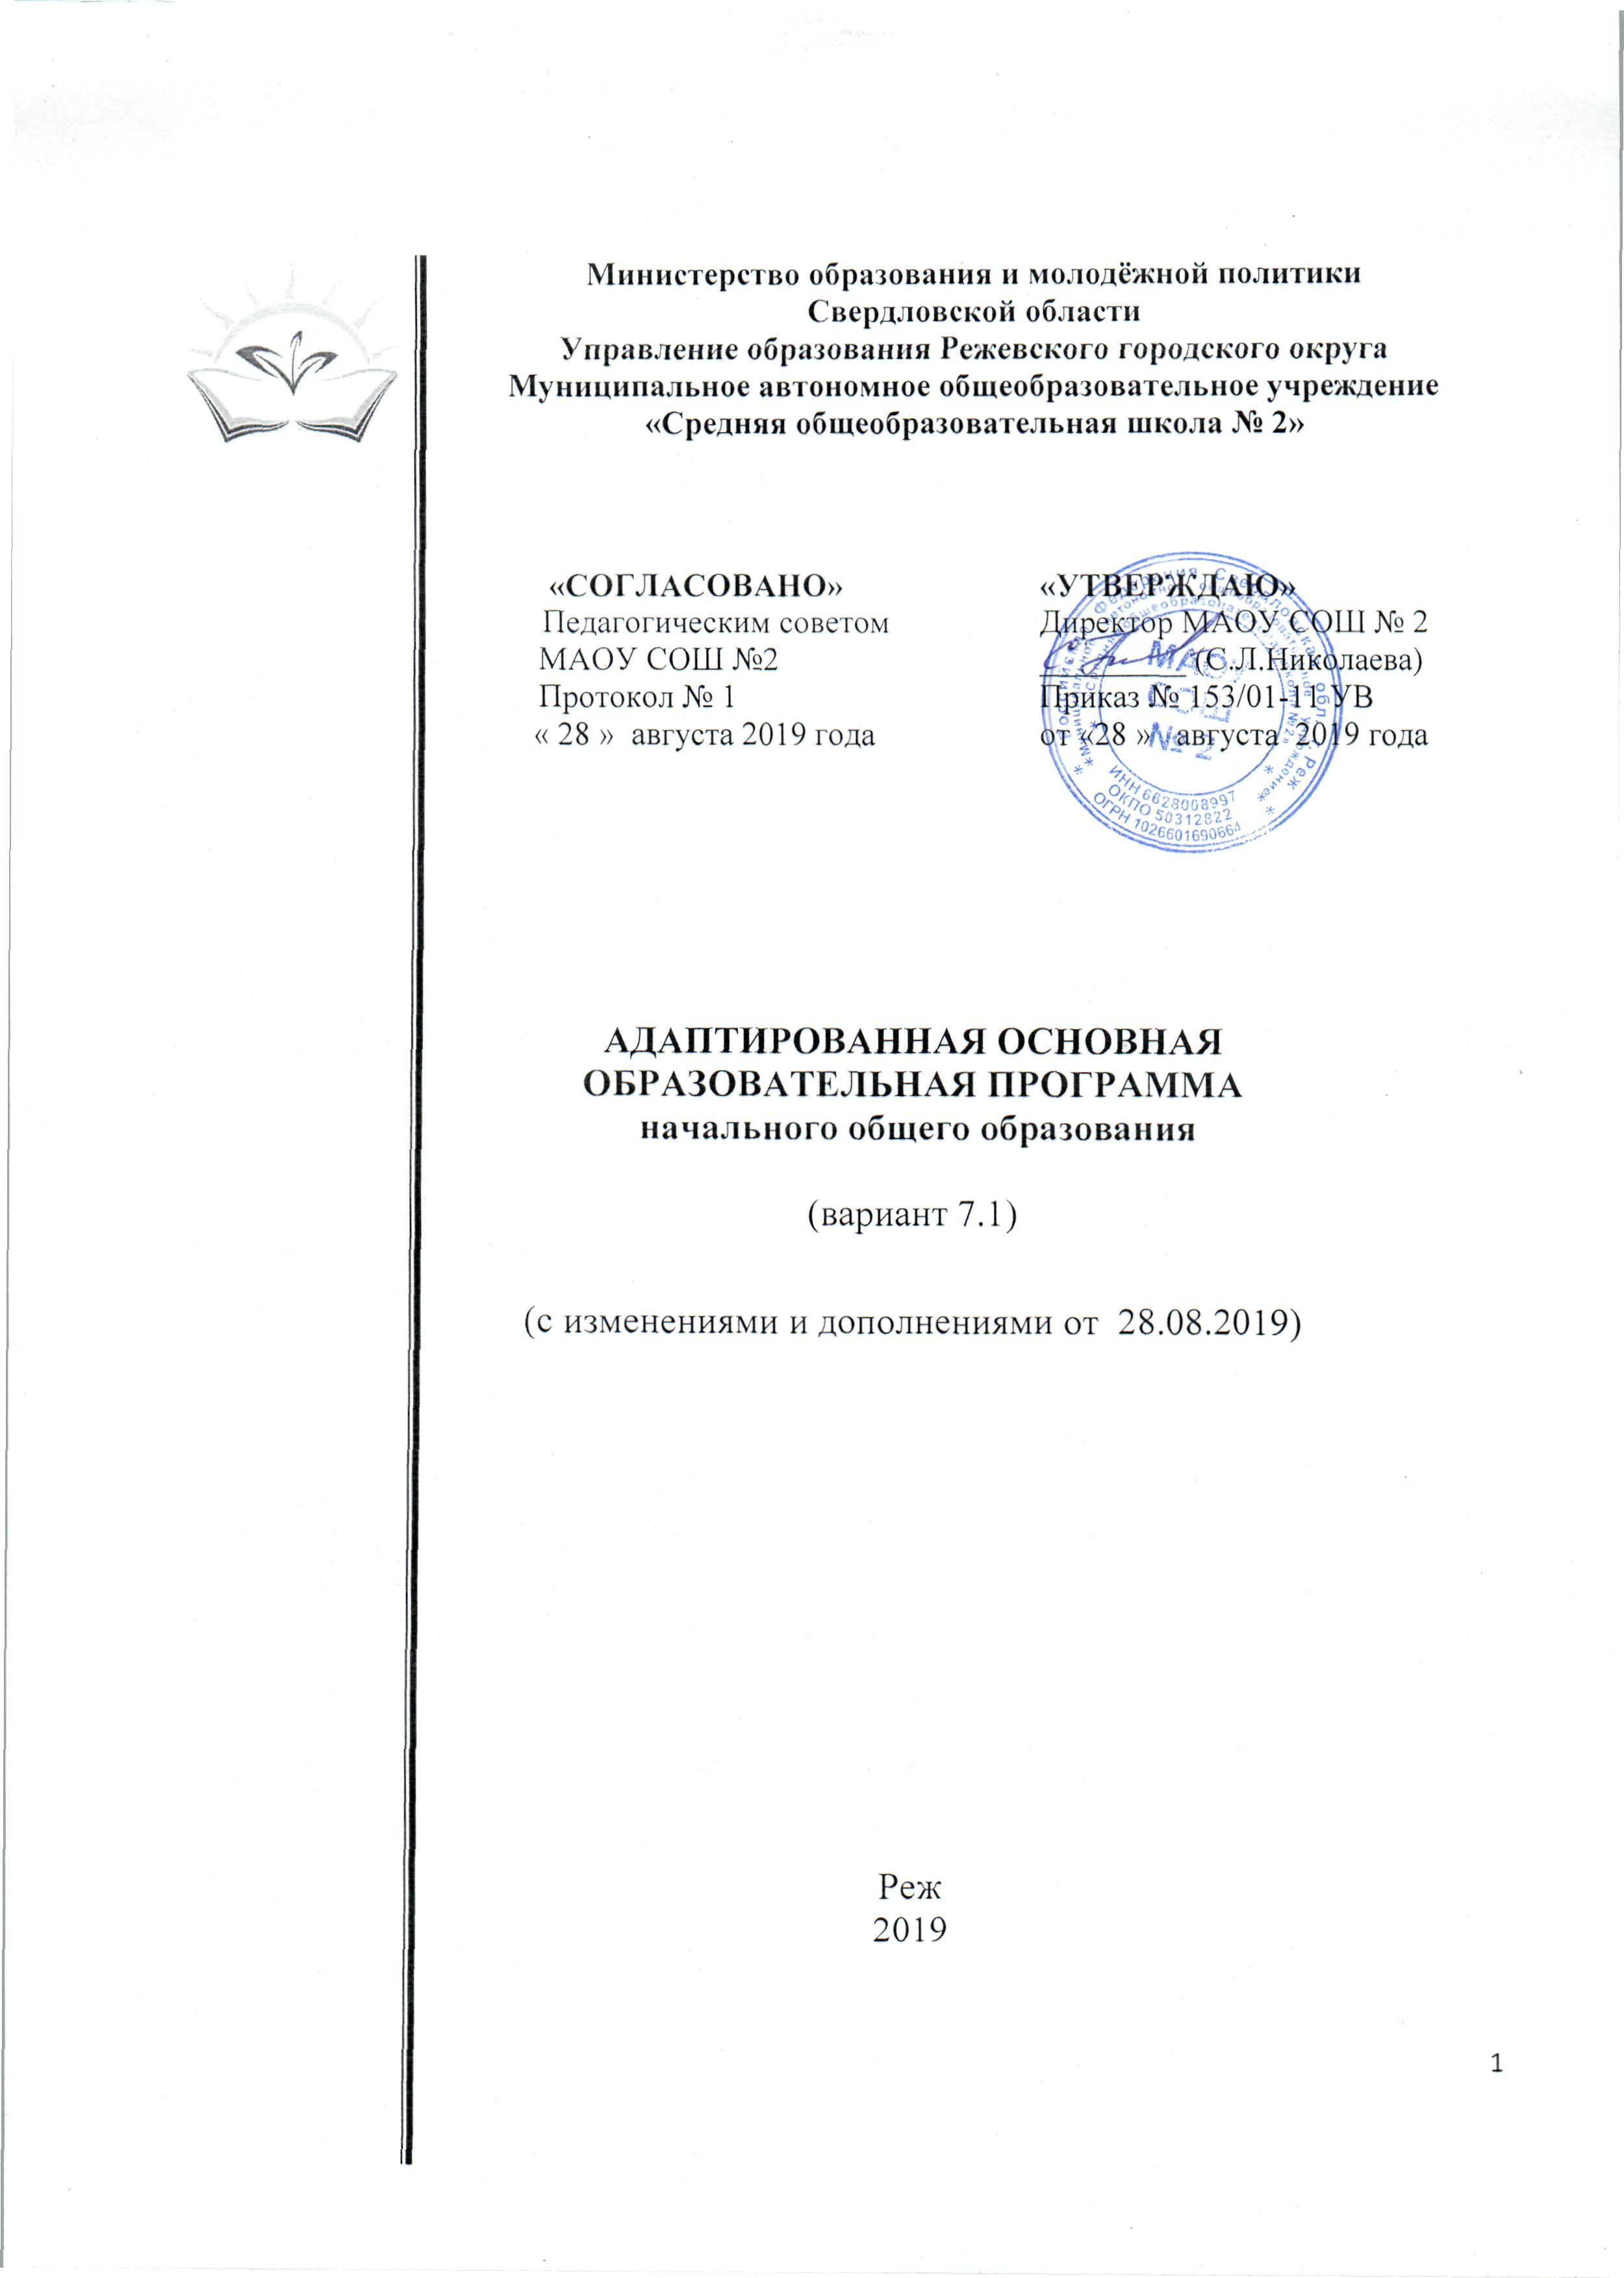 Министерство образования и молодёжной политики
Свердловской области
Управление образования Режевского городского округа
Муниципальное автономное общеобразовательное учреждение
«Средняя общеобразовательная школа № 2»
«СОГЛАСОВАНО»
Педагогическим советом
МАОУ СОШ №2
Протокол № 1
« 28 » августа 2019 года
«УТВЕРЖДАЮ»
Директор МАОУ СОШ № 2
(С.Л.Николаева)
Приказ № 153/01-11 УВ
от «28 » августа 2019 года
МАОУ
СОШ
№ 2
ИНН 6628008997
ОКПО 50312822
ОГРН 1026601690664
АДАПТИРОВАННАЯ ОСНОВНАЯ
ОБРАЗОВАТЕЛЬНАЯ ПРОГРАММА
начального общего образования
(вариант 7.1)
(с изменениями и дополнениями от 28.08.2019)
Реж
2019
1